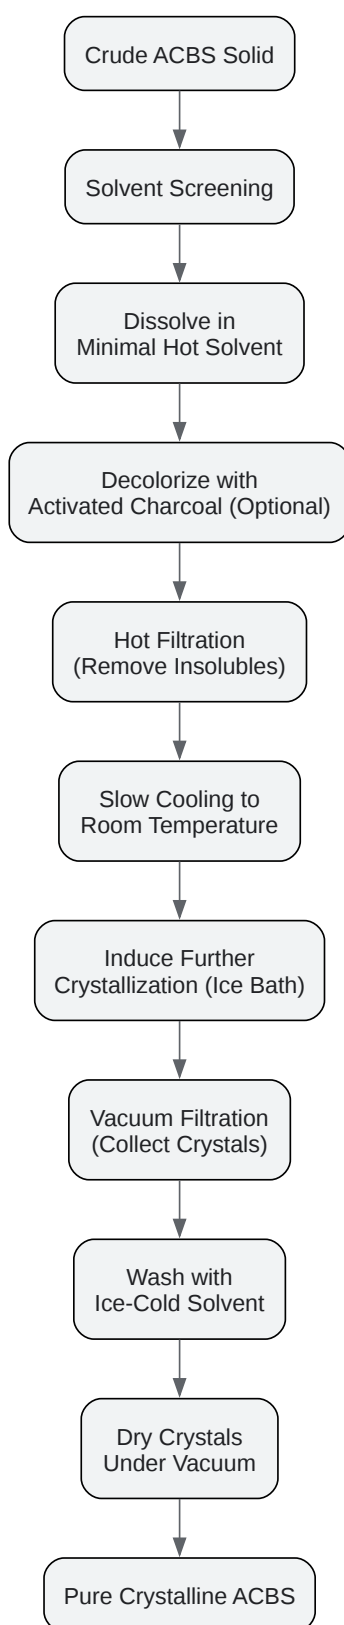 Crude ACBS Solid
Solvent Screening
Dissolve in
Minimal Hot Solvent
Decolorize with
Activated Charcoal (Optional)
Hot Filtration
(Remove Insolubles)
Slow Cooling to
Room Temperature
Induce Further
Crystallization (Ice Bath)
Vacuum Filtration
(Collect Crystals)
Wash with
Ice-Cold Solvent
Dry Crystals
Under Vacuum
Pure Crystalline ACBS